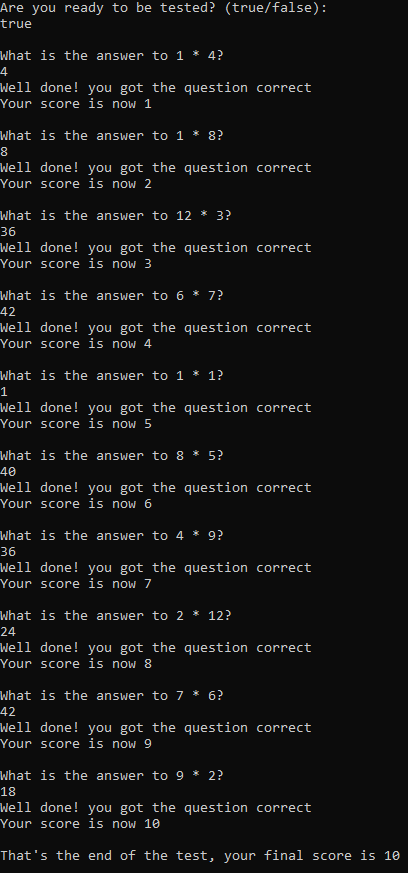 Are you ready to be tested? (true/false):
true
What is the answer to 1 * 4?
4
Well done! you got the question correct
Your score is now 1
What is the answer to 1 * 8?
8
Well done! you got the question correct
Your score is now 2
What is the answer to 12 * 3?
36
Well done! you got the question correct
Your score is now 3
What is the answer to 6 * 7?
42
Well done! you got the question correct
Your score is now 4
What is the answer to 1 * 1?
1
Well done! you got the question correct
Your score is now 5
What is the answer to 8 * 5?
40
Well done! you got the question correct
Your score is now 6
What is the answer to 4 * 9?
36
Well done! you got the question correct
Your score is now 7
What is the answer to 2 * 12?
24
Well done! you got the question correct
Your score is now 8
What is the answer to 7 * 6?
42
Well done! you got the question correct
Your score is now 9
What is the answer to 9 * 2?
18
Well done! you got the question correct
Your score is now 10
That's the end of the test, your final score is 10